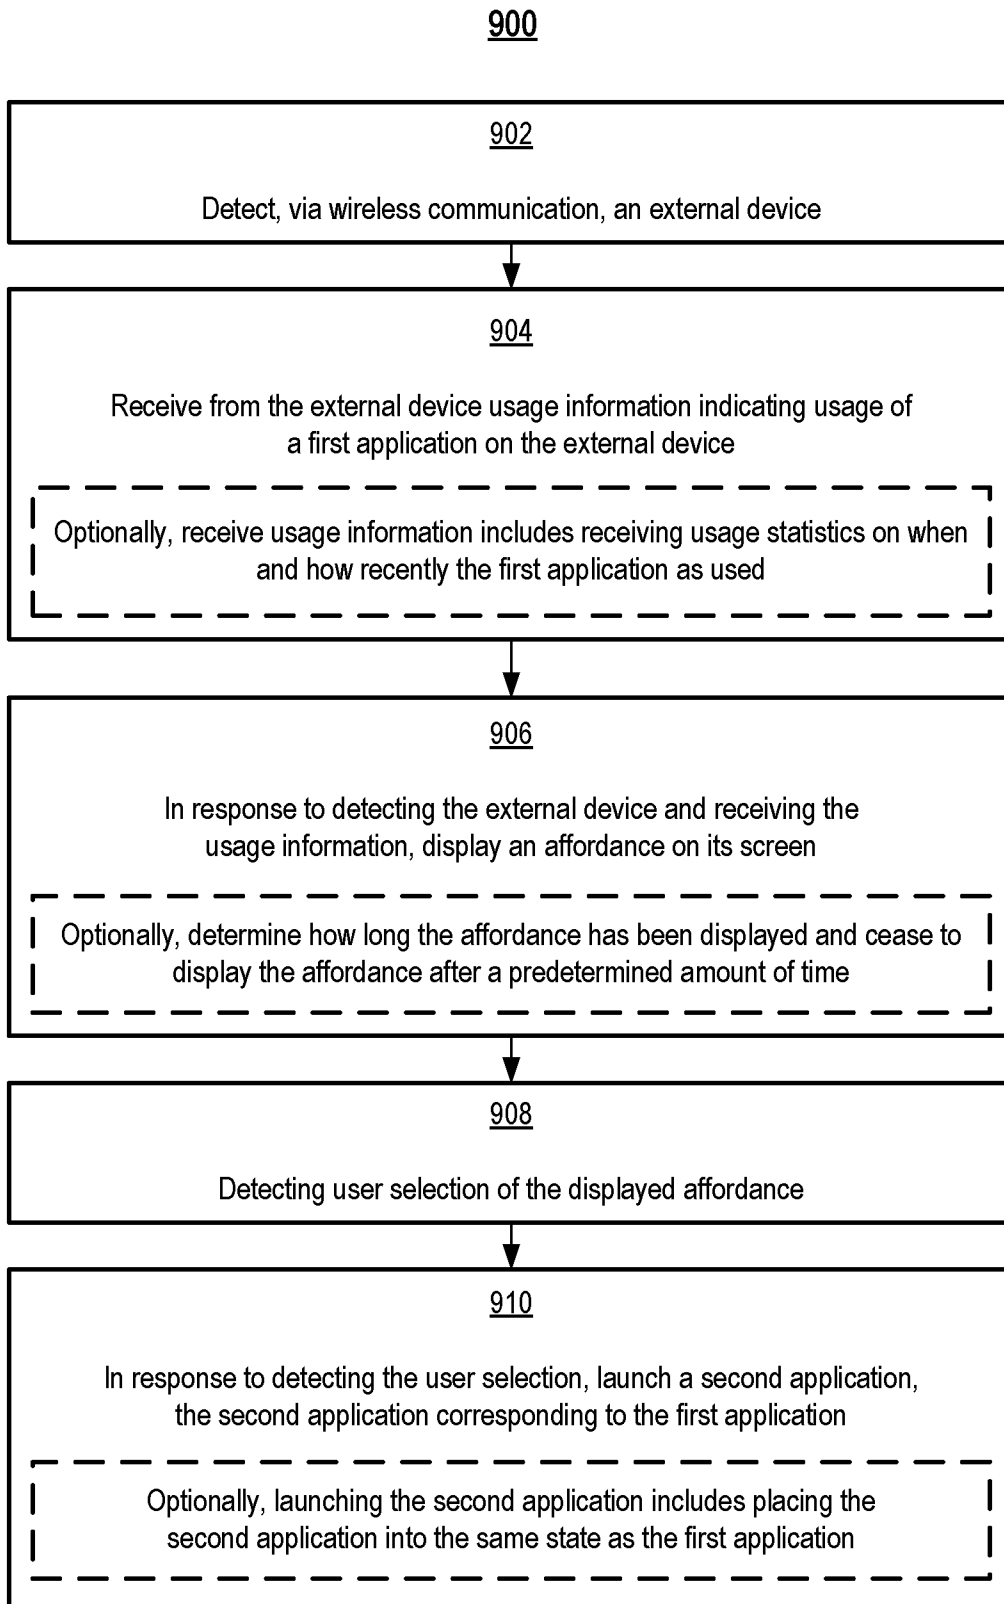 900
902
Detect, via wireless communication, an external device
904
Receive from the external device usage information indicating usage of
a first application on the external device
Optionally, receive usage information includes receiving usage statistics on when
and how recently the first application as used
906
In response to detecting the external device and receiving the
usage information, display an affordance on its screen
Optionally, determine how long the affordance has been displayed and cease to
display the affordance after a predetermined amount of time
908
Detecting user selection of the displayed affordance
910
In response to detecting the user selection, launch a second application,
the second application corresponding to the first application
Optionally, launching the second application includes placing the
second application into the same state as the first application